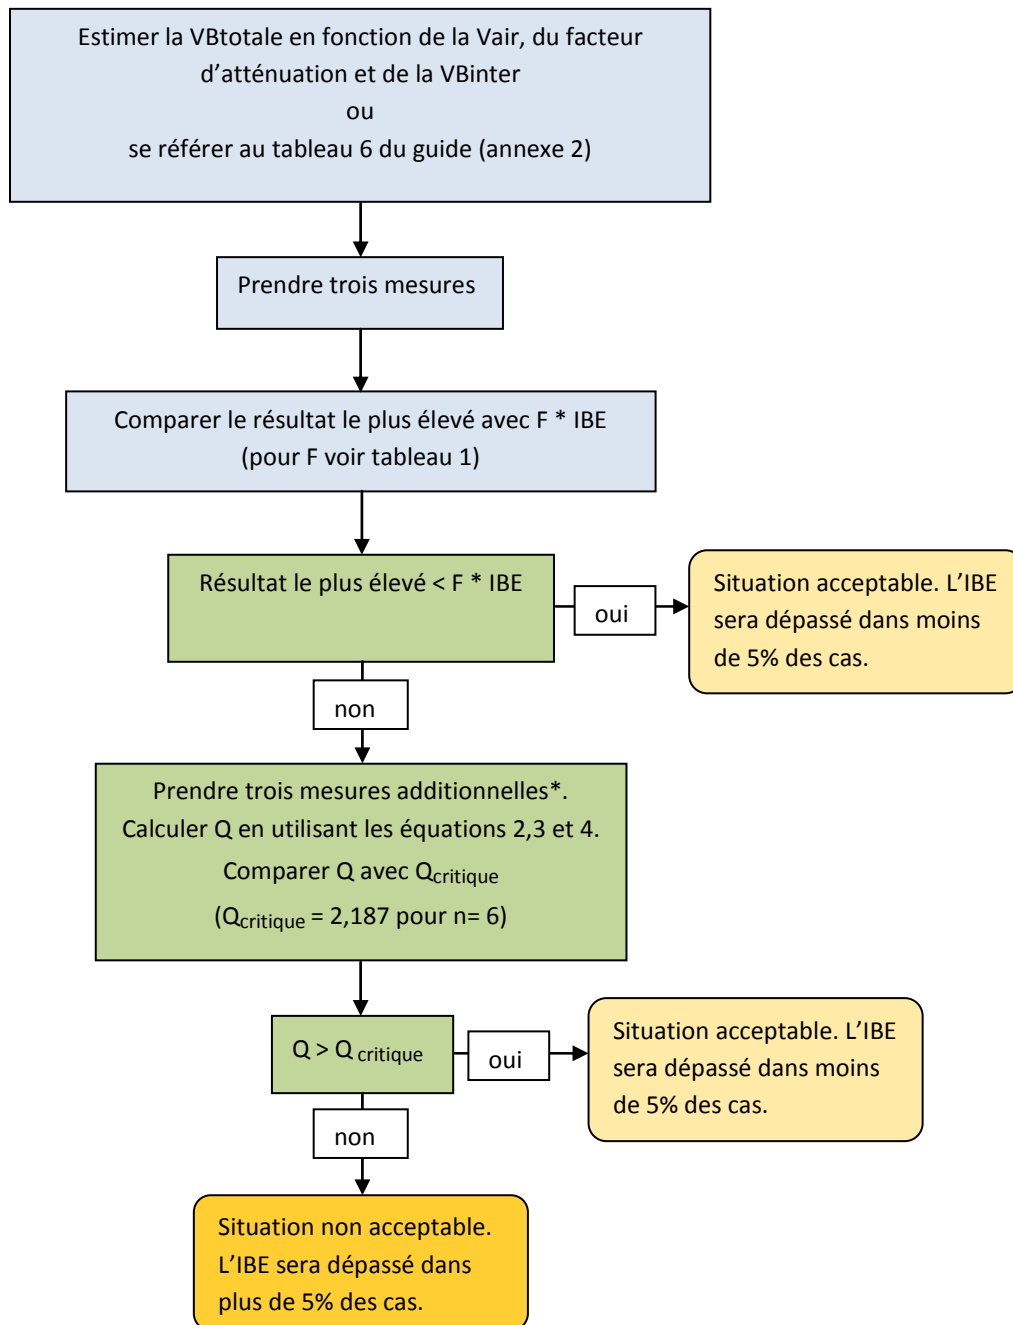 Estimer la VBtotale en fonction de la Vair, du facteur
d’atténuation et de la VBinter
ou
se référer au tableau 6 du guide (annexe 2)
Prendre trois mesures
Comparer le résultat le plus élevé avec F * IBE
(pour F voir tableau 1)
Résultat le plus élevé < F * IBE
oui
Situation acceptable. L’IBE
sera dépassé dans moins
de 5% des cas.
non
Prendre trois mesures additionnelles*.
Calculer Q en utilisant les équations 2,3 et 4.
Comparer Q avec Qcritique
(Qcritique = 2,187 pour n= 6)
Q > Q critique
oui
Situation acceptable. L’IBE
sera dépassé dans moins
de 5% des cas.
non
Situation non acceptable.
L’IBE sera dépassé dans
plus de 5% des cas.